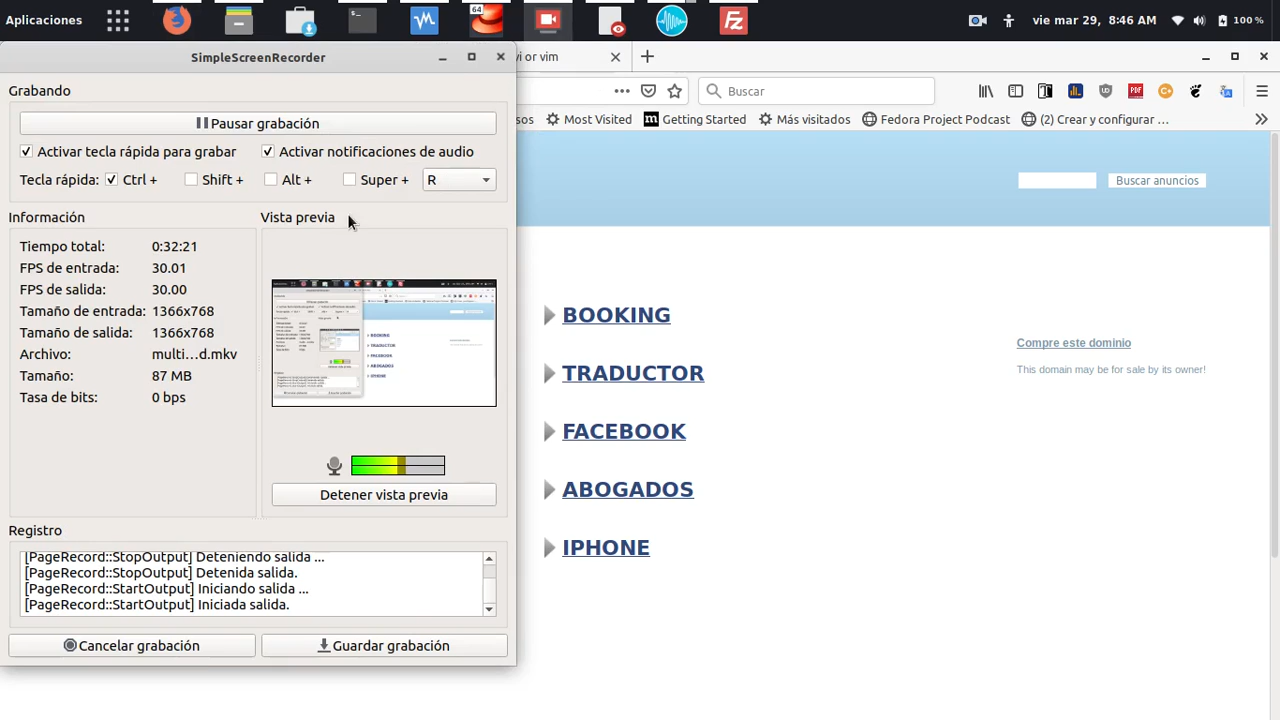 Aplicaciones
64
vie mar 29, 8:46 AM
100 %
SimpleScreenRecorder
vi or vim
Grabando
Pausar grabación
Activar tecla rápida para grabar
Activar notificaciones de audio
Tecla rápida:
Ctrl +
Shift +
Alt +
Super +
R
Información
Tiempo total: 0:32:21
FPS de entrada: 30.01
FPS de salida: 30.00
Tamaño de entrada: 1366x768
Tamaño de salida: 1366x768
Archivo: multi...d.mkv
Tamaño: 87 MB
Tasa de bits: 0 bps
Vista previa
Detener vista previa
Registro
[PageRecord::StopOutput] Deteniendo salida ...
[PageRecord::StopOutput] Detenida salida.
[PageRecord::StartOutput] Iniciando salida ...
[PageRecord::StartOutput] Iniciada salida.
Cancelar grabación
Guardar grabación
Buscar
PDF
sos
Most Visited
Getting Started
Más visitados
Fedora Project Podcast
(2) Crear y configurar ...
Buscar anuncios
BOOKING
TRADUCTOR
FACEBOOK
ABOGADOS
IPHONE
Compre este dominio
This domain may be for sale by its owner!